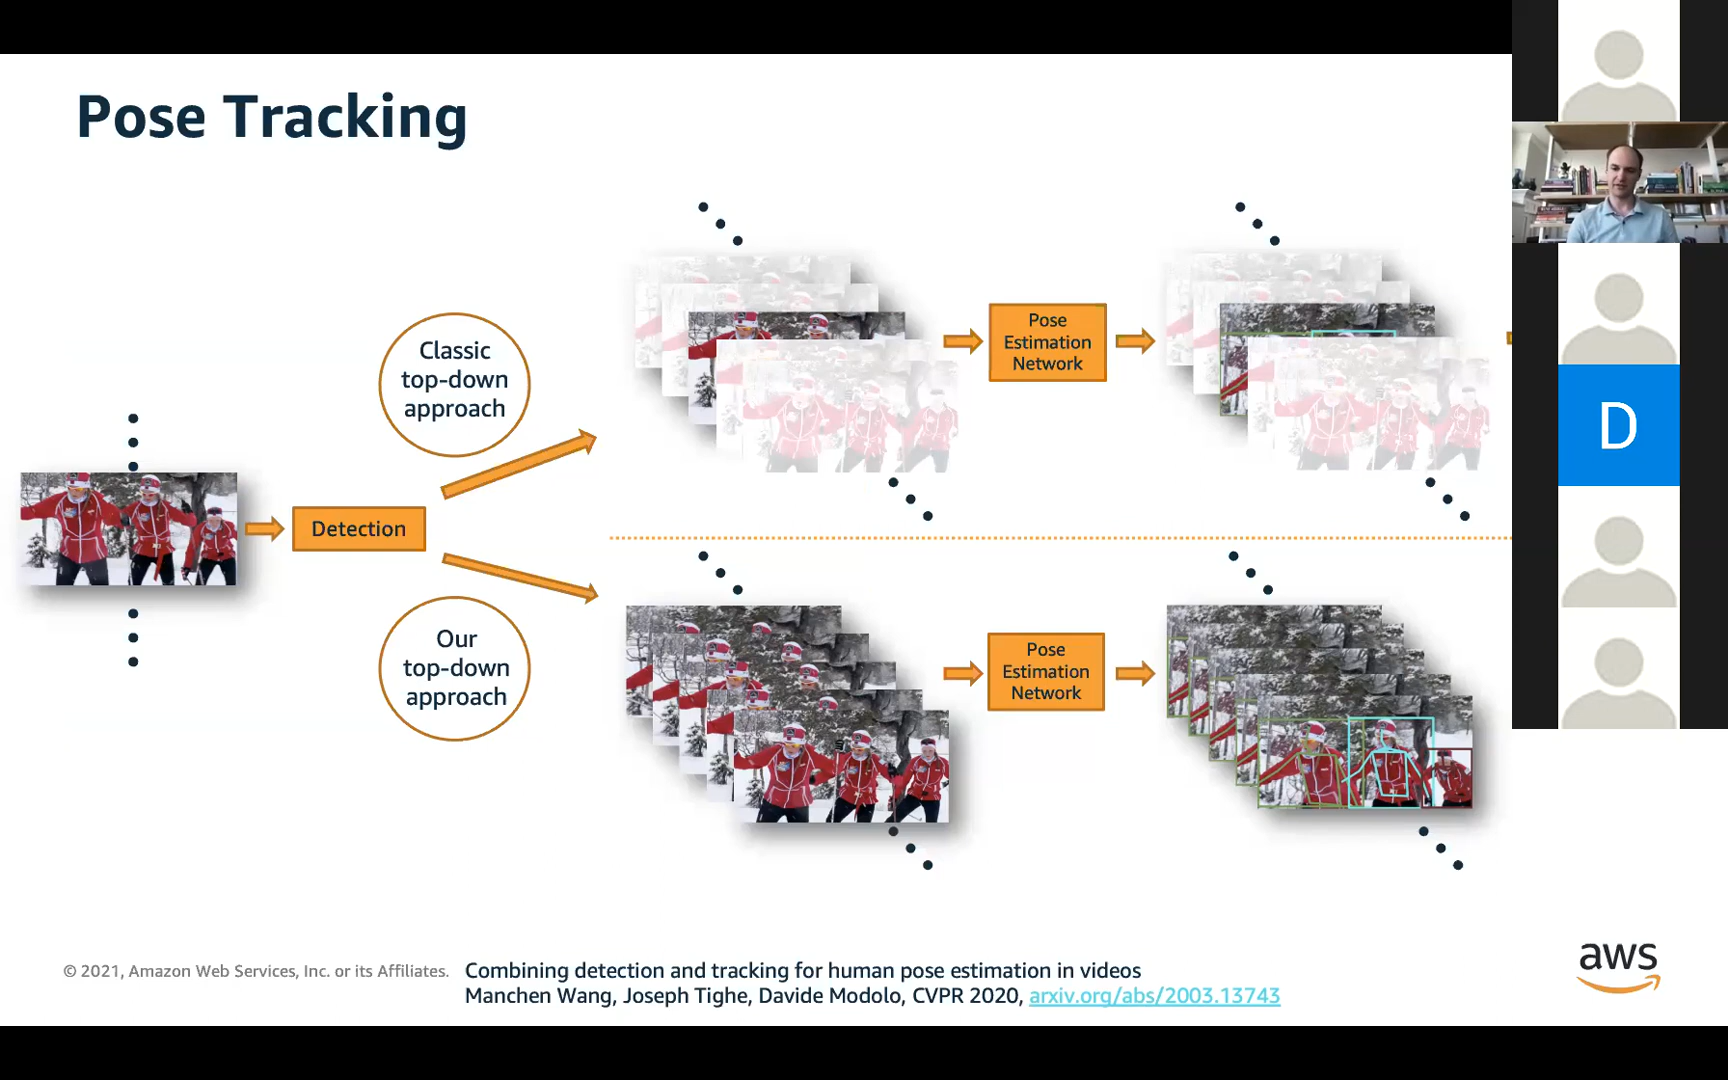 Pose Tracking
Classic
top-down
approach
Pose
Estimation
Network
Detection
Our
top-down
approach
Pose
Estimation
Network
D
© 2021, Amazon Web Services, Inc. or its Affiliates.
Combining detection and tracking for human pose estimation in videos
Manchen Wang, Joseph Tighe, Davide Modolo, CVPR 2020, arxiv.org/abs/2003.13743
aws